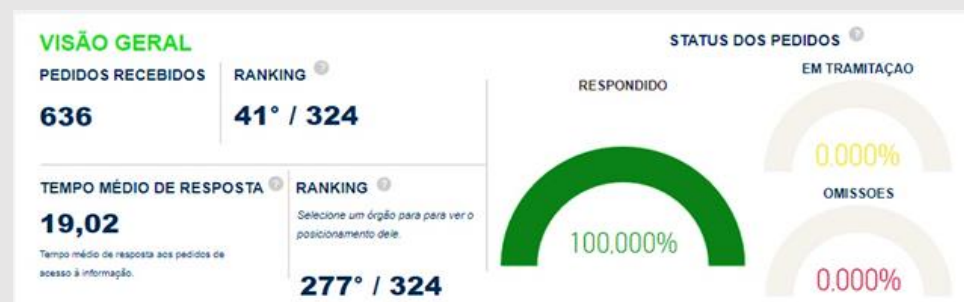 VISÃO GERAL
PEDIDOS RECEBIDOS
636
RANKING ?
41° / 324
TEMPO MÉDIO DE RESPOSTA ?
19,02
Tempo médio de resposta aos pedidos de
acesso à informação.
RANKING ?
Selecione um órgão para para ver o
posicionamento dele.
277° / 324
STATUS DOS PEDIDOS ?
RESPONDIDO
100,000%
EM TRAMITAÇAO
0.000%
OMISSOES
0.000%